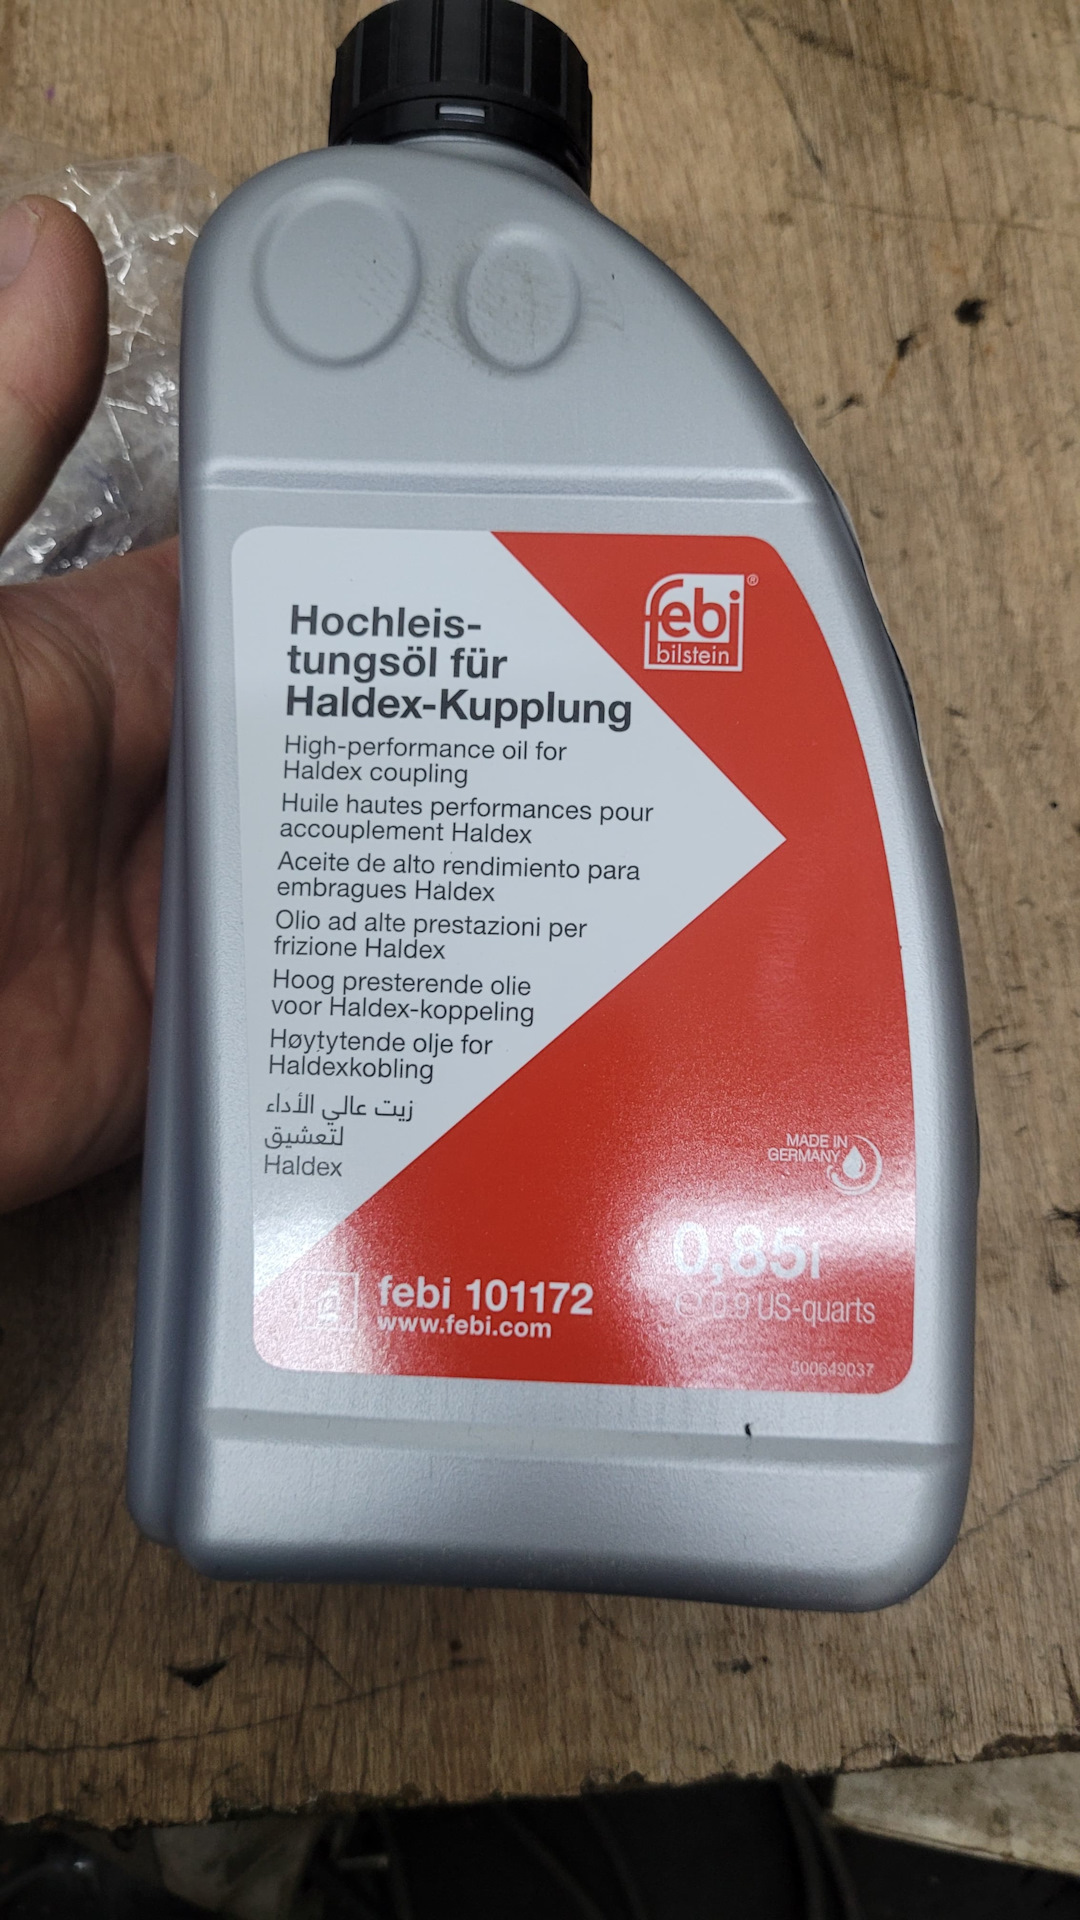 febi®
bilstein
Hochleis-
tungsöl für
Haldex-Kupplung
High-performance oil for
Haldex coupling
Huile hautes performances pour
accouplement Haldex
Aceite de alto rendimiento para
embragues Haldex
Olio ad alte prestazioni per
frizione Haldex
Hoog presterende olie
voor Haldex-koppeling
Høytytende olje for
Haldexkobling
زيت عالي الأداء
لتعشيق
Haldex
MADE IN
GERMANY
0,85l
℮ 0.9 US-quarts
febi 101172
www.febi.com
500649037